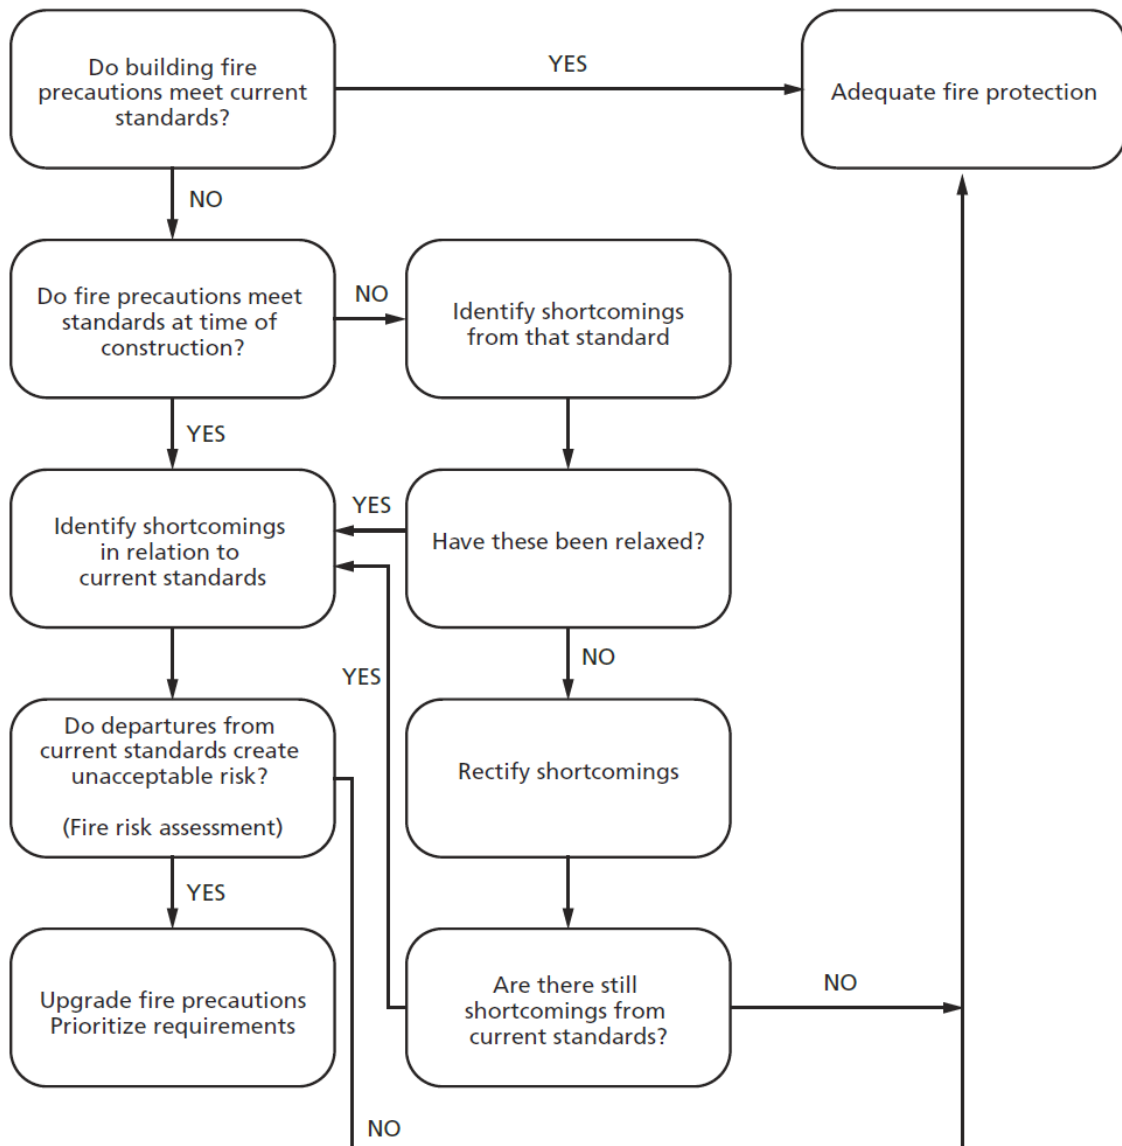 Do building fire
precautions meet current
standards?
YES
Adequate fire protection
NO
Do fire precautions meet
standards at time of
construction?
NO
Identify shortcomings
from that standard
YES
Identify shortcomings
in relation to
current standards
YES
Have these been relaxed?
NO
YES
Do departures from
current standards create
unacceptable risk?
(Fire risk assessment)
Rectify shortcomings
YES
Upgrade fire precautions
Prioritize requirements
Are there still
shortcomings from
current standards?
NO
NO